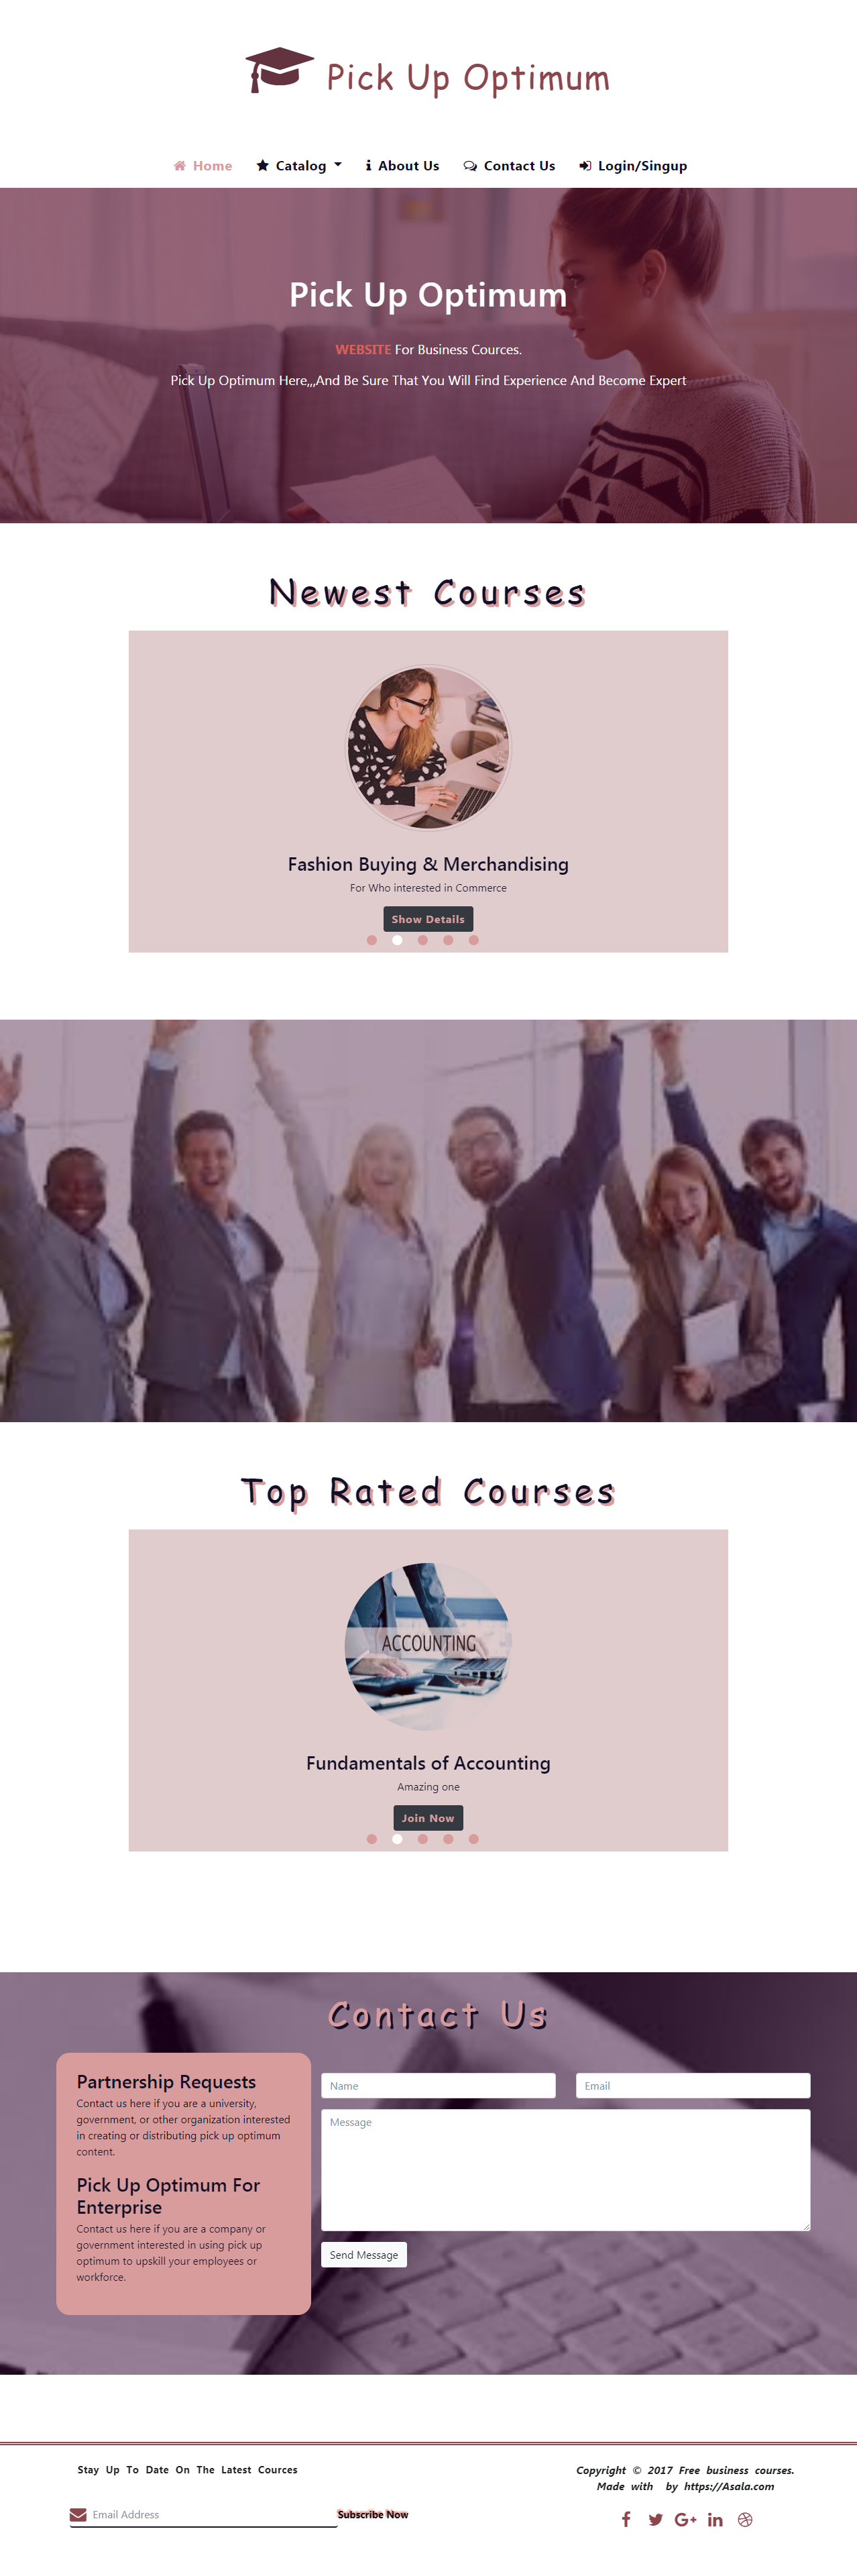 Pick Up Optimum
Home Catalog About Us Contact Us Login/Singup
Pick Up Optimum
WEBSITE For Business Cources.
Pick Up Optimum Here,,,And Be Sure That You Will Find Experience And Become Expert
Newest Courses
Fashion Buying & Merchandising
For Who interested in Commerce
Show Details
Top Rated Courses
ACCOUNTING
Fundamentals of Accounting
Amazing one
Join Now
Contact Us
Partnership Requests
Contact us here if you are a university,
government, or other organization interested
in creating or distributing pick up optimum
content.
Pick Up Optimum For
Enterprise
Contact us here if you are a company or
government interested in using pick up
optimum to upskill your employees or
workforce.
Name
Email
Message
Send Message
Stay Up To Date On The Latest Cources
Email Address
Subscribe Now
Copyright © 2017 Free business courses.
Made with by https://Asala.com